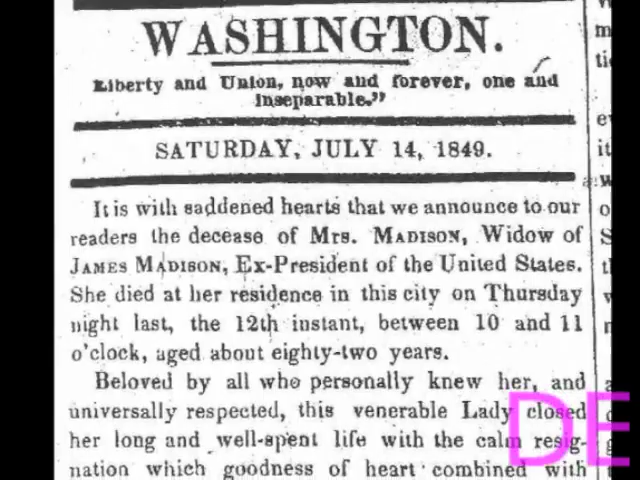 WASHINGTON.
Liberty and Union, now and forever, one and
inseparable."
SATURDAY, JULY 14, 1849.
It is with saddened hearts that we announce to our
readers the decease of Mrs. Madison, Widow of
James Madison, Ex-President of the United States.
She died at her residence in this city on Thursday
night last, the 12th instant, between 10 and 11
o'clock, aged about eighty-two years.
Beloved by all who personally knew her, and
universally respected, this venerable Lady closed
her long and well-spent life with the calm resig-
nation which goodness of heart combined with
DE